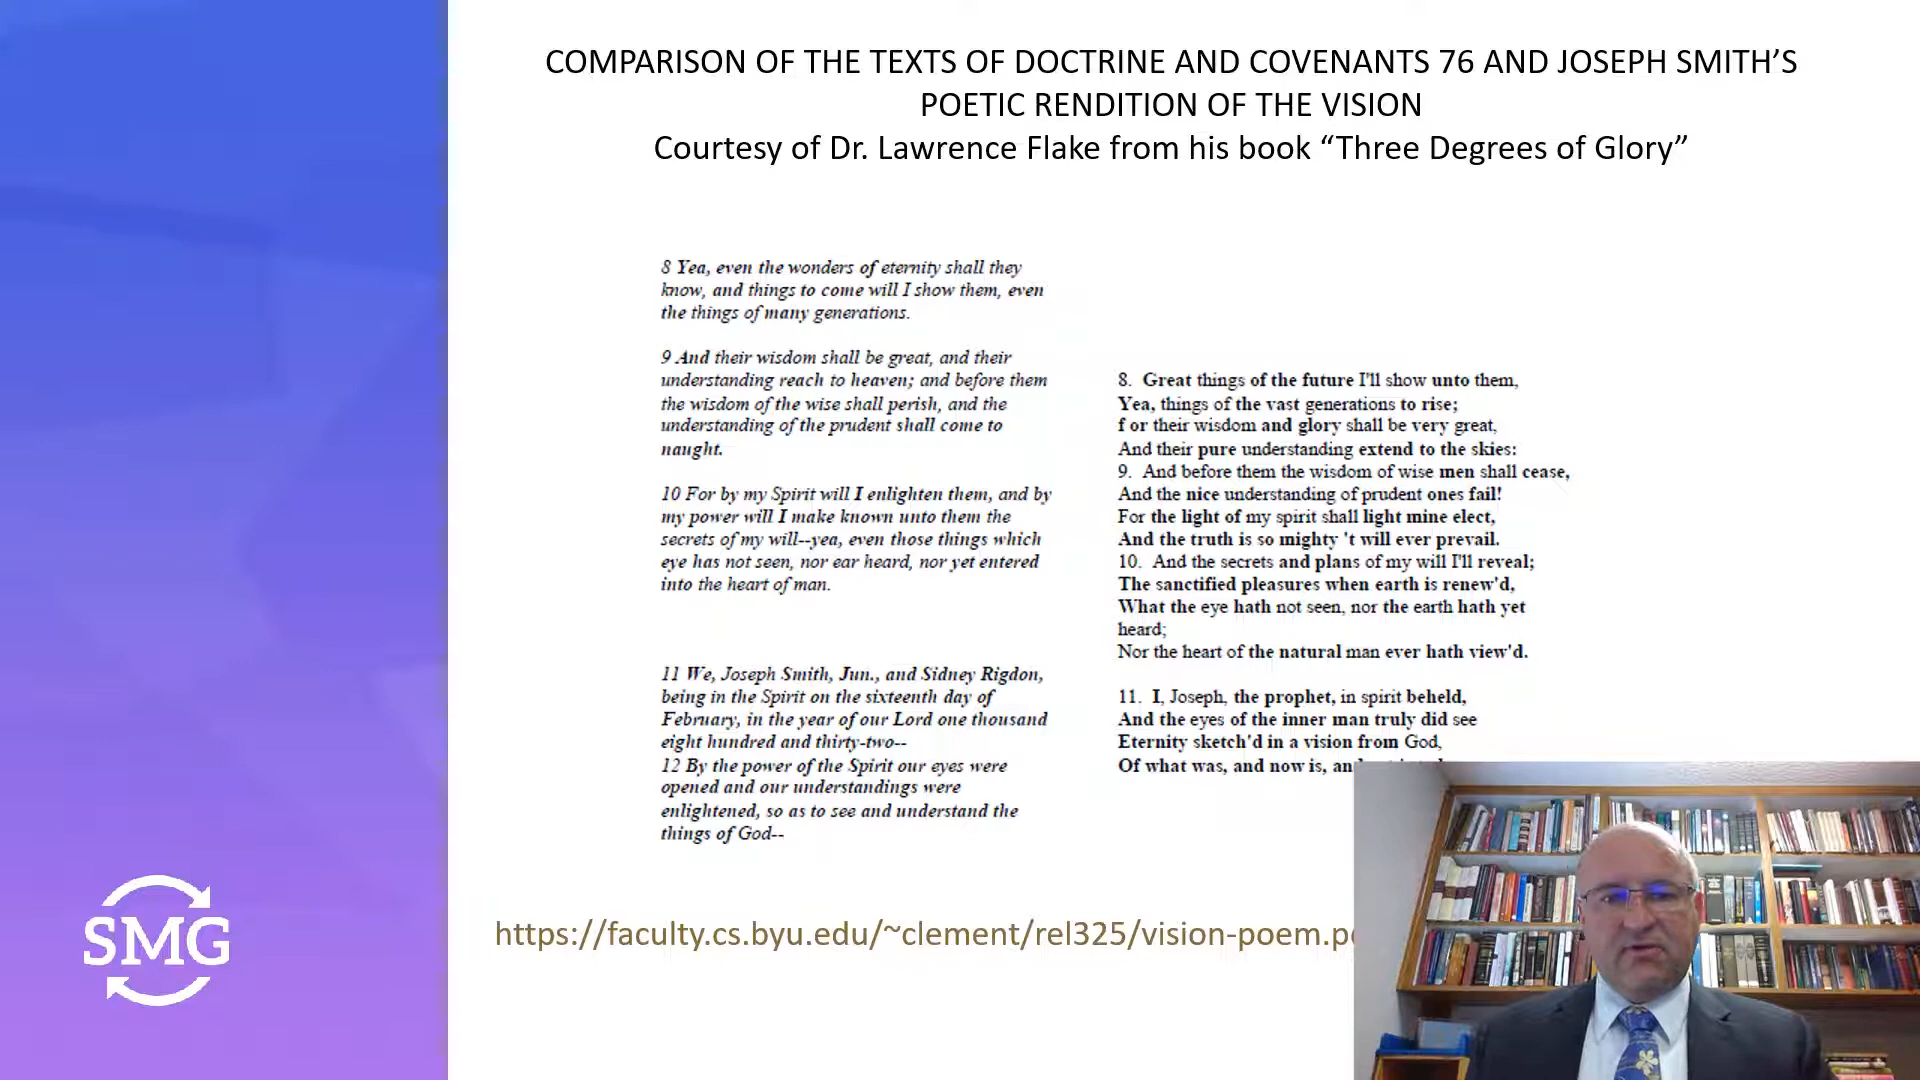 COMPARISON OF THE TEXTS OF DOCTRINE AND COVENANTS 76 AND JOSEPH SMITH’S
POETIC RENDITION OF THE VISION
Courtesy of Dr. Lawrence Flake from his book “Three Degrees of Glory”
8 Yea, even the wonders of eternity shall they
know, and things to come will I show them, even
the things of many generations.
9 And their wisdom shall be great, and their
understanding reach to heaven; and before them
the wisdom of the wise shall perish, and the
understanding of the prudent shall come to
naught.
10 For by my Spirit will I enlighten them, and by
my power will I make known unto them the
secrets of my will--yea, even those things which
eye has not seen, nor ear heard, nor yet entered
into the heart of man.
11 We, Joseph Smith, Jun., and Sidney Rigdon,
being in the Spirit on the sixteenth day of
February, in the year of our Lord one thousand
eight hundred and thirty-two--
12 By the power of the Spirit our eyes were
opened and our understandings were
enlightened, so as to see and understand the
things of God--
8. Great things of the future I'll show unto them,
Yea, things of the vast generations to rise;
f or their wisdom and glory shall be very great,
And their pure understanding extend to the skies:
9. And before them the wisdom of wise men shall cease,
And the nice understanding of prudent ones fail!
For the light of my spirit shall light mine elect,
And the truth is so mighty 't will ever prevail.
10. And the secrets and plans of my will I'll reveal;
The sanctified pleasures when earth is renew'd,
What the eye hath not seen, nor the earth hath yet
heard;
Nor the heart of the natural man ever hath view'd.
11. I, Joseph, the prophet, in spirit beheld,
And the eyes of the inner man truly did see
Eternity sketch'd in a vision from God,
Of what was, and now is, an
https://faculty.cs.byu.edu/~clement/rel325/vision-poem.p
SMG